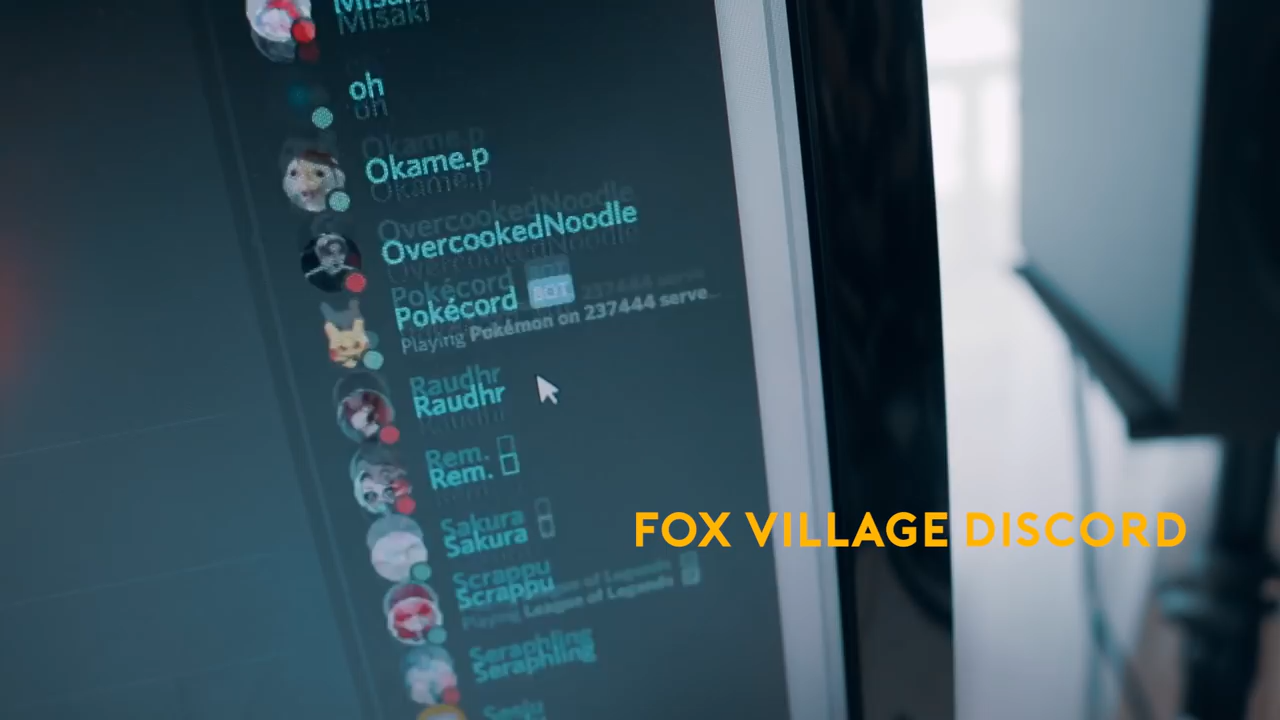 Misaki
oh
Okame.p
OvercookedNoodle
Pokécord BOT
Playing Pokémon on 237444 serve...
Raudhr
Rem.
Sakura
Scrappu
Playing League of Legends
Seraphling
Senju
FOX VILLAGE DISCORD